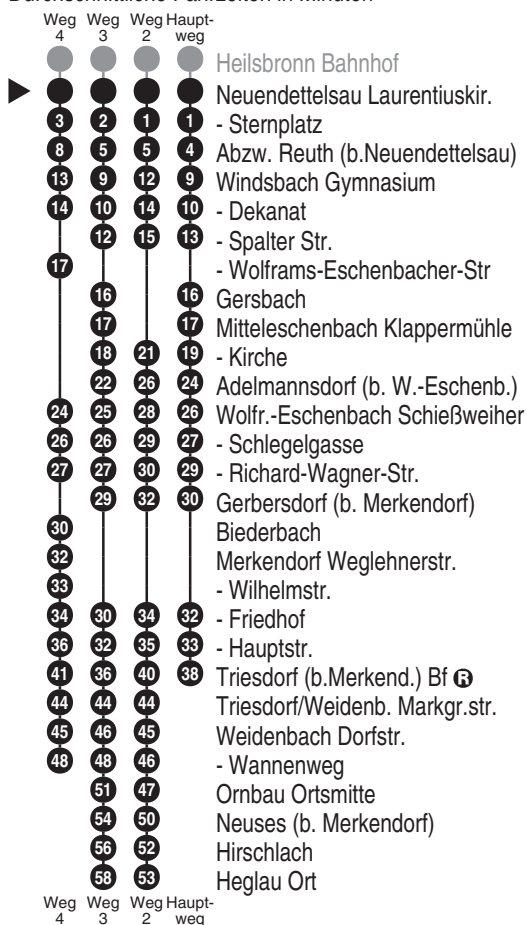 Weg Weg Weg Haupt-
4 3 2 weg
Heilsbronn Bahnhof
Neuendettelsau Laurentiuskir.
3 2 1 1 - Sternplatz
8 5 5 4 Abzw. Reuth (b.Neuendettelsau)
13 9 12 9 Windsbach Gymnasium
14 10 14 10 - Dekanat
12 15 13 - Spalter Str.
17 - Wolframs-Eschenbacher-Str
16 16 Gersbach
17 17 Mitteleschenbach Klappermühle
18 21 19 - Kirche
22 26 24 Adelmannsdorf (b. W.-Eschenb.)
24 25 28 26 Wolfr.-Eschenbach Schießweiher
26 26 29 27 - Schlegelgasse
27 27 30 29 - Richard-Wagner-Str.
29 32 30 Gerbersdorf (b. Merkendorf)
30 Biederbach
32 Merkendorf Weglehnerstr.
33 - Wilhelmstr.
34 30 34 32 - Friedhof
36 32 35 33 - Hauptstr.
41 36 40 38 Triesdorf (b.Merkend.) Bf R
44 44 44 Triesdorf/Weidenb. Markgr.str.
45 46 45 Weidenbach Dorfstr.
48 48 46 - Wannenweg
51 47 Ornbau Ortsmitte
54 50 Neuses (b. Merkendorf)
56 52 Hirschlach
58 53 Heglau Ort
Weg Weg Weg Haupt-
4 3 2 weg